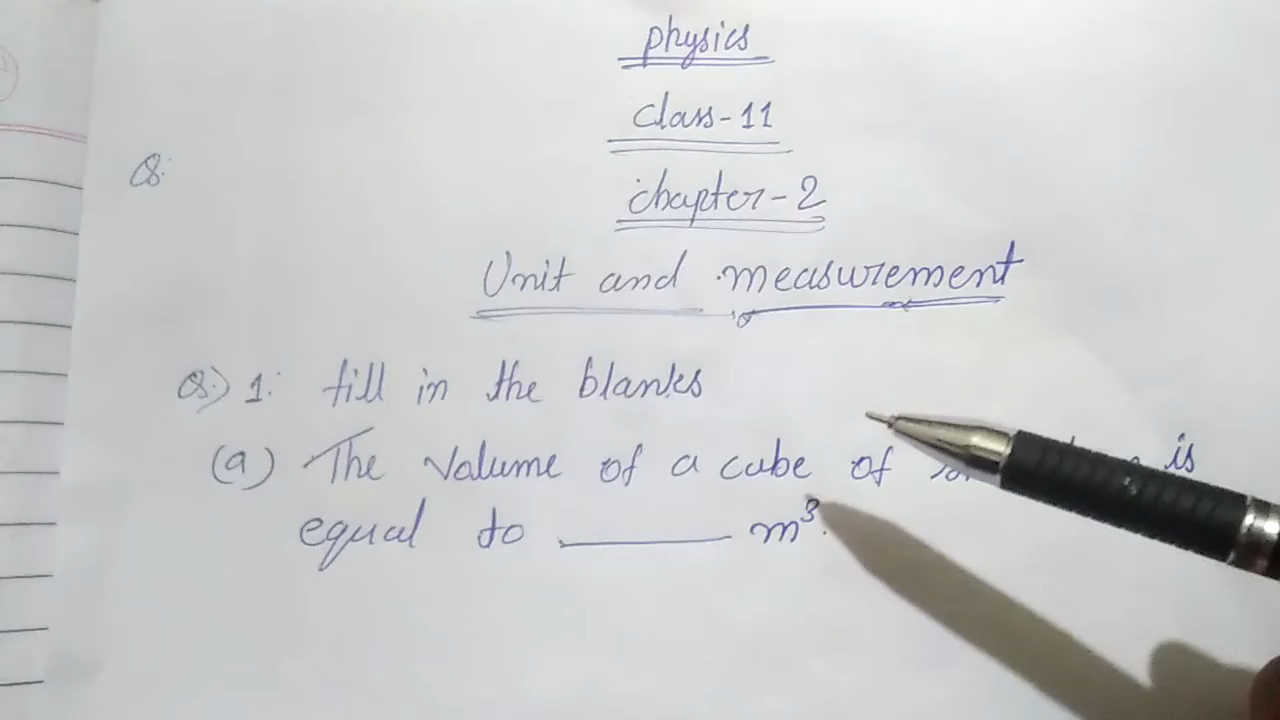 physics
class-11
Q:
chapter-2
Unit and measurement
Q.) 1: fill in the blanks
(a) The Volume of a cube of is
equal to ______ m³.